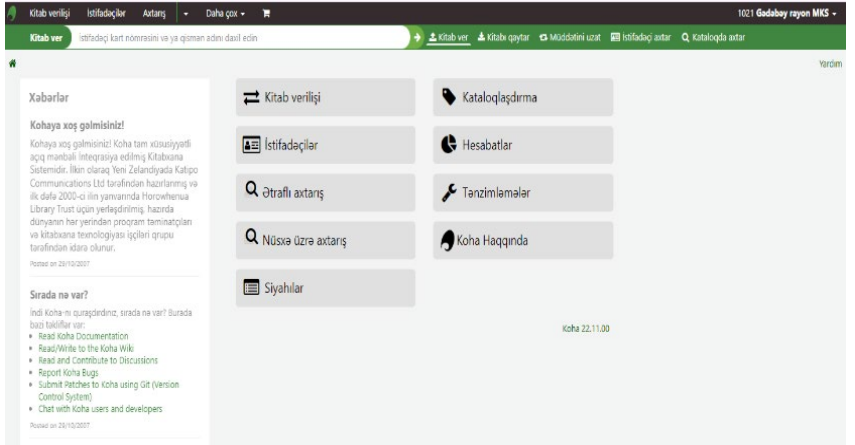 Kitab verilişi İstifadəçilər Axtarış Daha çox 1021 Gədəbəy rayon MKS
Kitab ver İstifadəçi kart nömrəsini və ya qismən adını daxil edin Kitab ver Kitabı qaytar Müddətini uzat İstifadəçi axtar Kataloqda axtar
Yardım
Xəbərlər
Kohaya xoş gəlmisiniz!
Kohaya xoş gəlmisiniz! Koha tam xüsusiyyətli
açıq mənbəli İnteqrasiya edilmiş Kitabxana
Sistemidir. İlkin olaraq Yeni Zelandiyada Katipo
Communications Ltd tərəfindən hazırlanmış və
ilk dəfə 2000-ci ilin yanvarında Horowhenua
Library Trust üçün yerləşdirilmiş, hazırda
dünyanın hər yerindən proqram təminatçıları
və kitabxana texnologiyası işçiləri qrupu
tərəfindən idarə olunur.
Posted on 29/10/2007
Sırada nə var?
İndi Koha-nı quraşdırdınız, sırada nə var? Burada
bəzi təkliflər var:
Read Koha Documentation
Read/Write to the Koha Wiki
Read and Contribute to Discussions
Report Koha Bugs
Submit Patches to Koha using Git (Version
Control System)
Chat with Koha users and developers
Posted on 29/10/2007
Kitab verilişi
Kataloqlaşdırma
İstifadəçilər
Hesabatlar
Ətraflı axtarış
Tənzimləmələr
Nüsxə üzrə axtarış
Koha Haqqında
Siyahılar
Koha 22.11.00